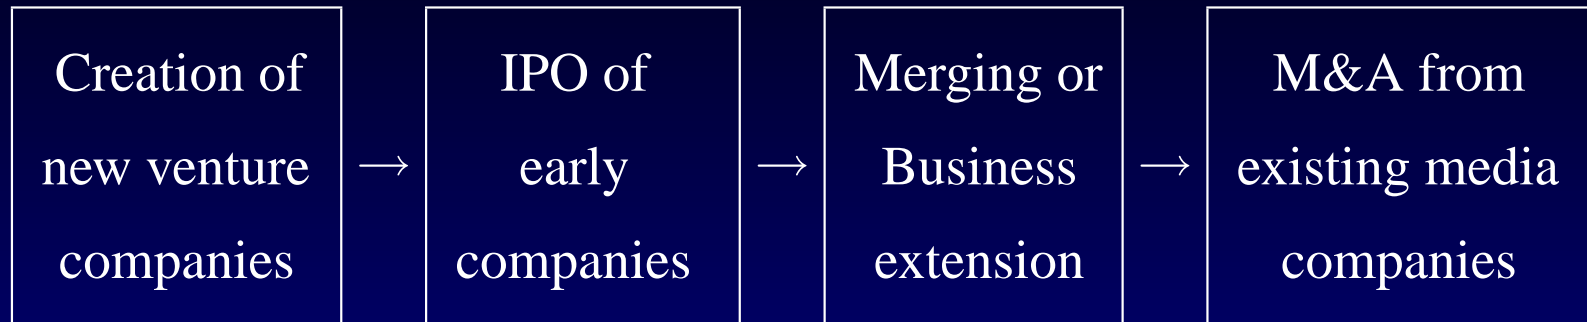 Creation of
new venture
companies
→
IPO of
early
companies
→
Merging or
Business
extension
→
M&A from
existing media
companies